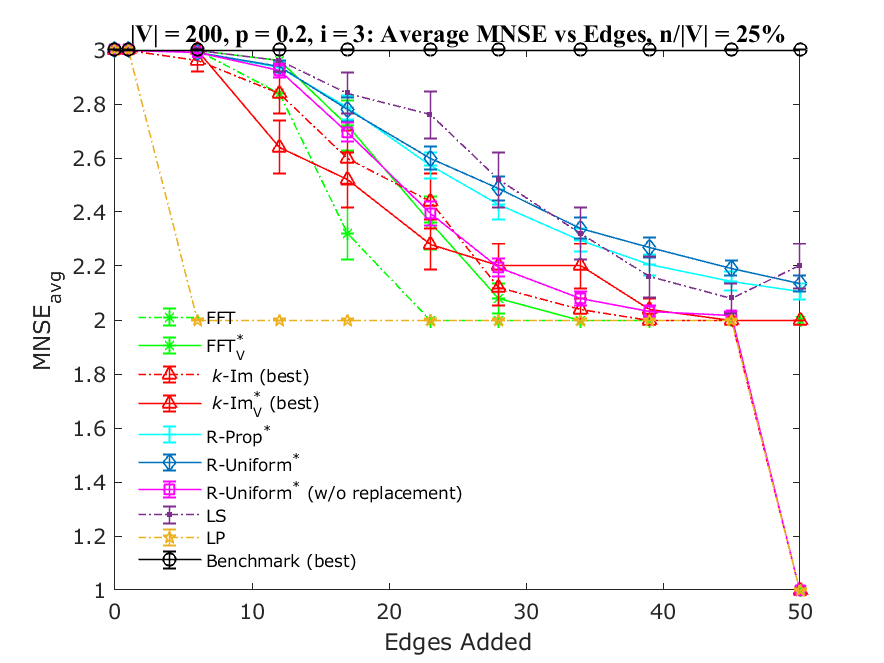 |V| = 200, p = 0.2, i = 3: Average MNSE vs Edges, n/|V| = 25%
3
2.8
2.6
2.4
2.2
2
1.8
1.6
1.4
1.2
1
MNSE_avg
FFT
FFT*_V
k-Im (best)
k-Im*_V (best)
R-Prop*
R-Uniform*
R-Uniform* (w/o replacement)
LS
LP
Benchmark (best)
0 10 20 30 40 50
Edges Added